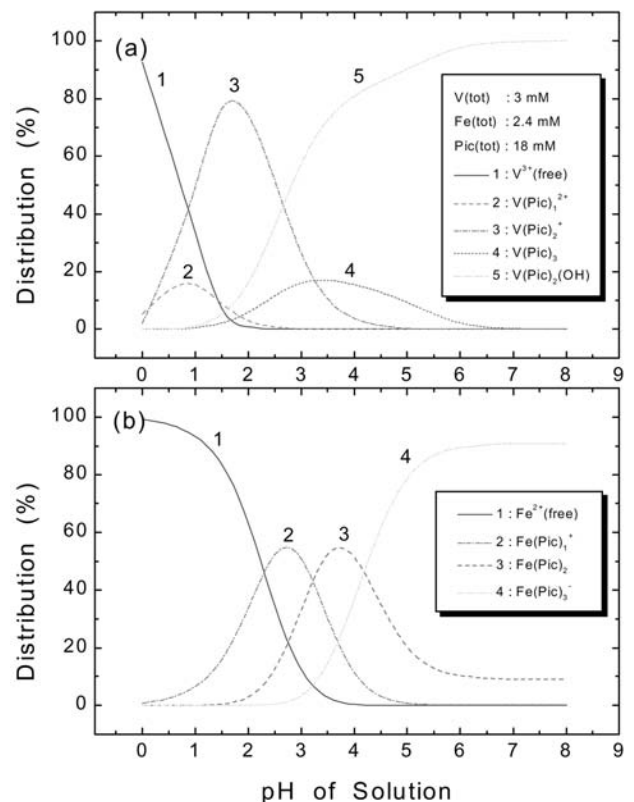 (a)
1
2
3
4
5
V(tot) : 3 mM
Fe(tot) : 2.4 mM
Pic(tot) : 18 mM
1 : V³⁺(free)
2 : V(Pic)₁²⁺
3 : V(Pic)₂⁺
4 : V(Pic)₃
5 : V(Pic)₂(OH)
Distribution (%)
100
80
60
40
20
0
0 1 2 3 4 5 6 7 8 9
(b)
1
2
3
4
1 : Fe²⁺(free)
2 : Fe(Pic)₁⁺
3 : Fe(Pic)₂
4 : Fe(Pic)₃⁻
Distribution (%)
100
80
60
40
20
0
0 1 2 3 4 5 6 7 8 9
pH of Solution